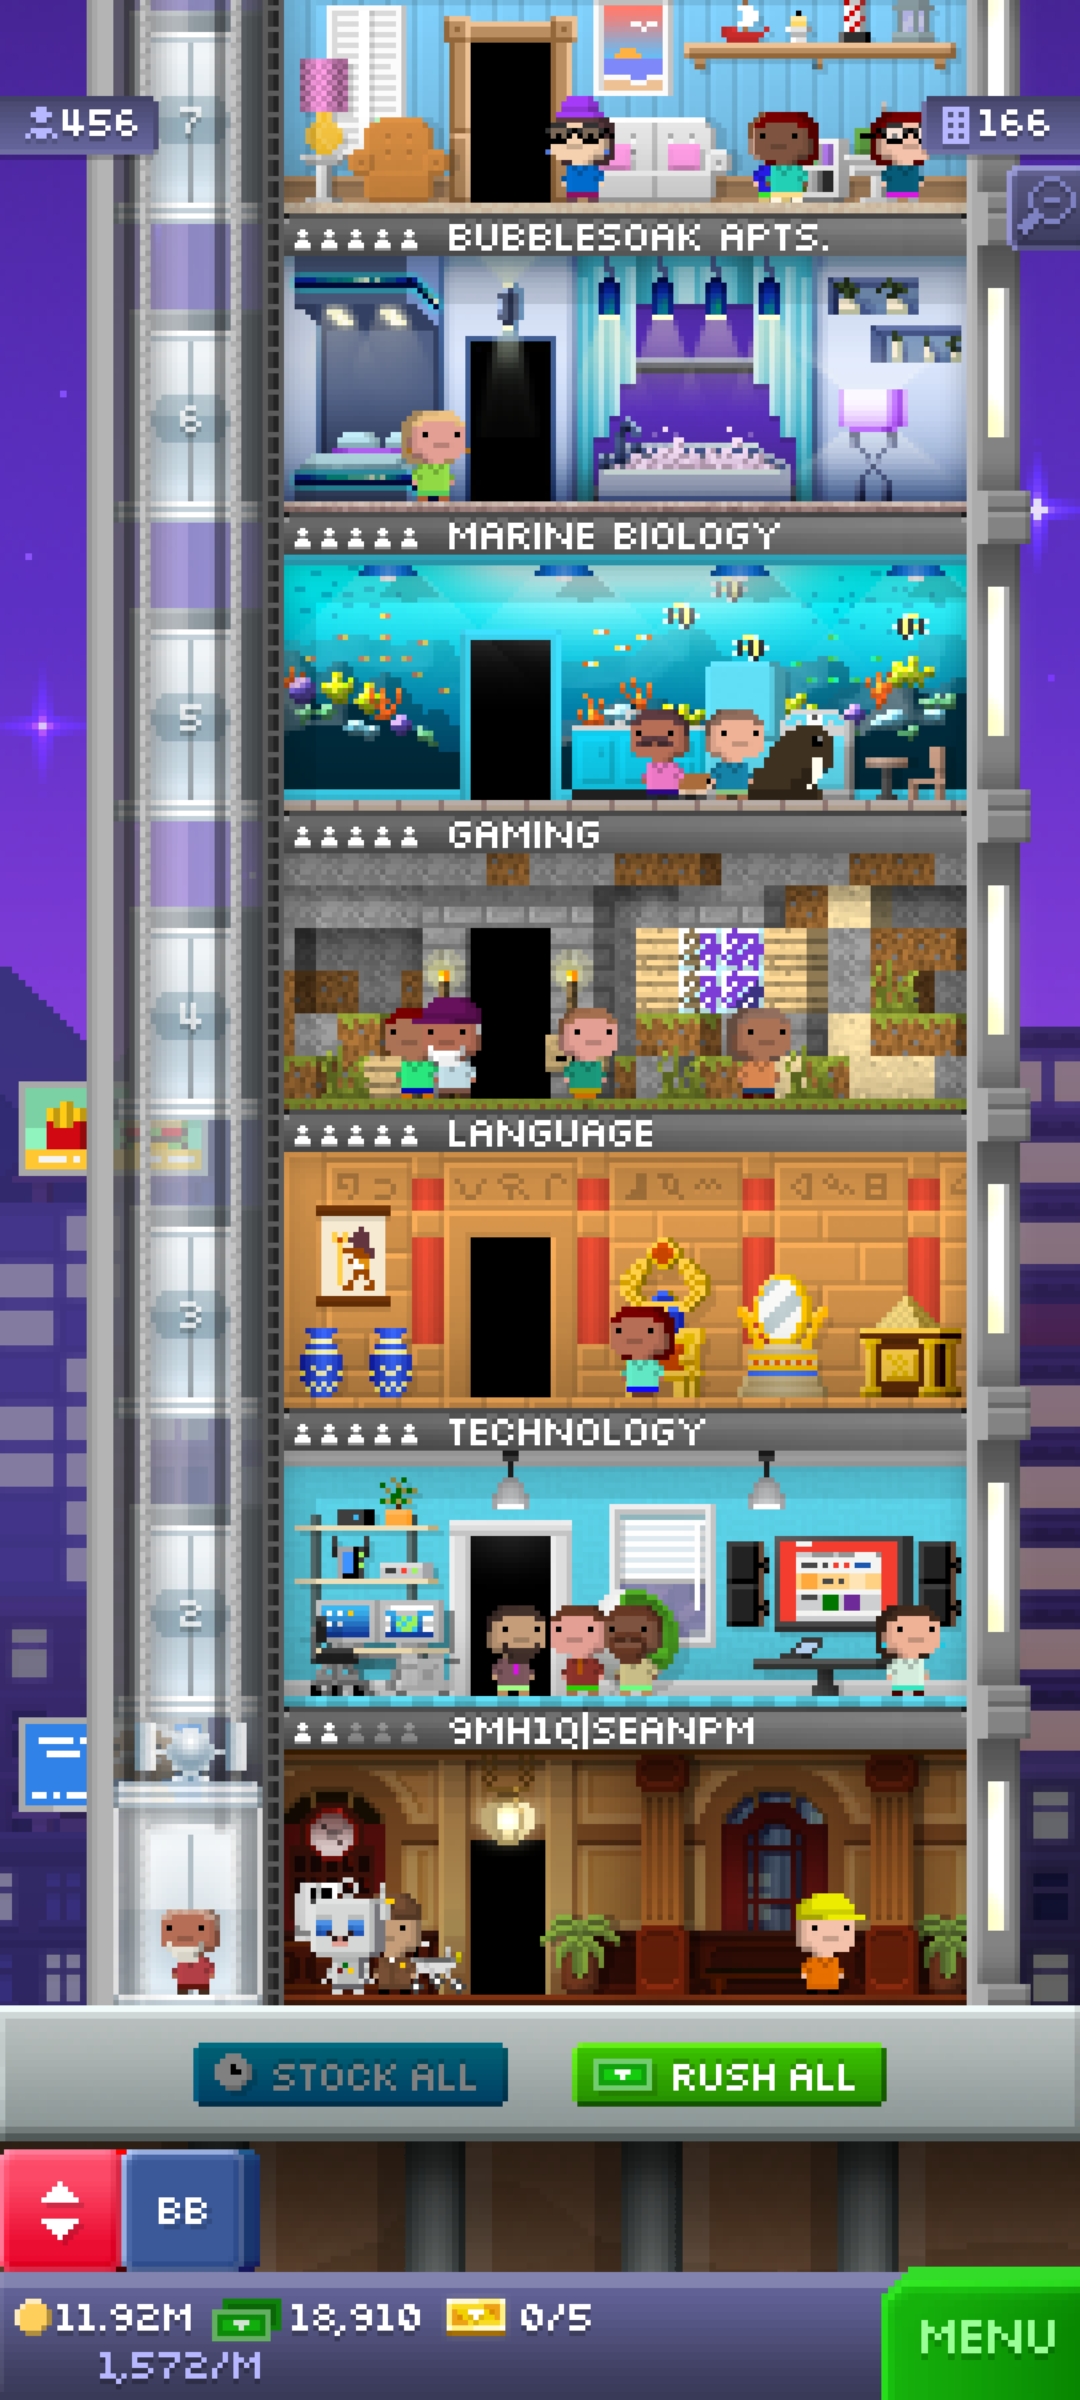 456
7
166
BUBBLESOAK APTS.
6
MARINE BIOLOGY
5
GAMING
4
LANGUAGE
3
TECHNOLOGY
2
9MH1Q|SEANPM
STOCK ALL
RUSH ALL
BB
11.92M
18,910
0/5
1,572/M
MENU